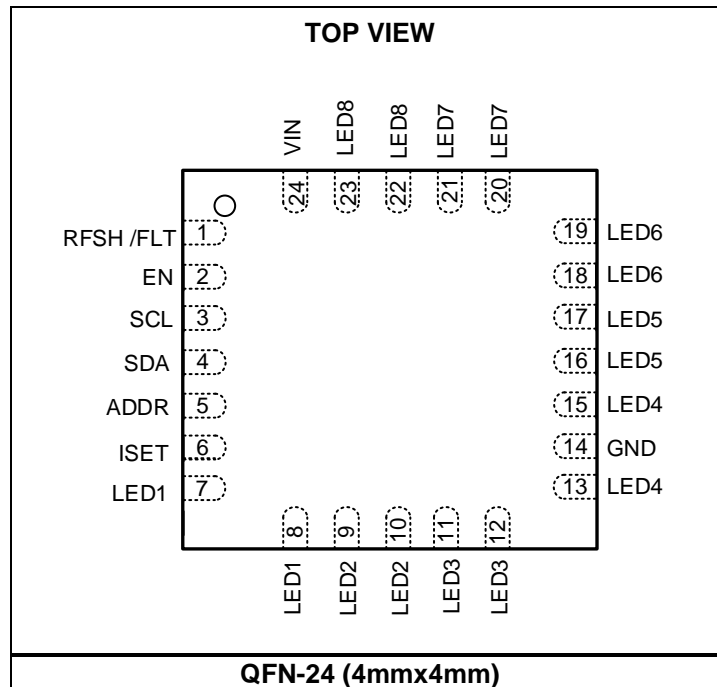 TOP VIEW
VIN
LED8
LED8
LED7
LED7
24
23
22
21
20
RFSH /FLT 1
EN 2
SCL 3
SDA 4
ADDR 5
ISET 6
LED1 7
19 LED6
18 LED6
17 LED5
16 LED5
15 LED4
14 GND
13 LED4
8
9
10
11
12
LED1
LED2
LED2
LED3
LED3
QFN-24 (4mmx4mm)